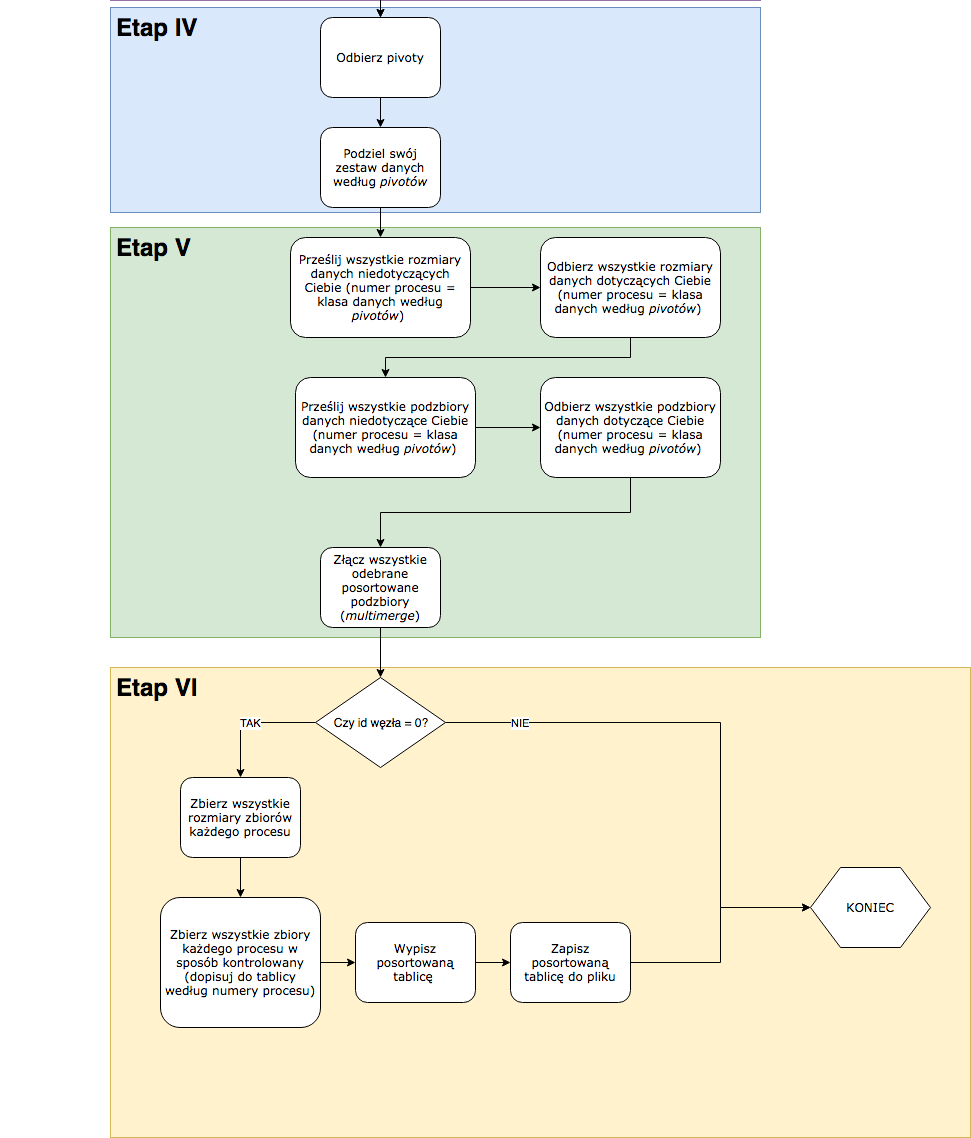 Etap IV
Odbierz pivoty
Podziel swój
zestaw danych
według pivotów
Etap V
Prześlij wszystkie rozmiary
danych niedotyczących
Ciebie (numer procesu =
klasa danych według
pivotów)
Odbierz wszystkie rozmiary
danych dotyczących Ciebie
(numer procesu = klasa
danych według pivotów)
Prześlij wszystkie podzbiory
danych niedotyczące Ciebie
(numer procesu = klasa
danych według pivotów)
Odbierz wszystkie podzbiory
danych dotyczące Ciebie
(numer procesu = klasa
danych według pivotów)
Złącz wszystkie
odebrane
posortowane
podzbiory
(multimerge)
Etap VI
Czy id węzła = 0?
TAK
NIE
Zbierz wszystkie
rozmiary zbiorów
każdego procesu
Zbierz wszystkie zbiory
każdego procesu w
sposób kontrolowany
(dopisuj do tablicy
według numery procesu)
Wypisz
posortowaną
tablicę
Zapisz
posortowaną
tablicę do pliku
KONIEC